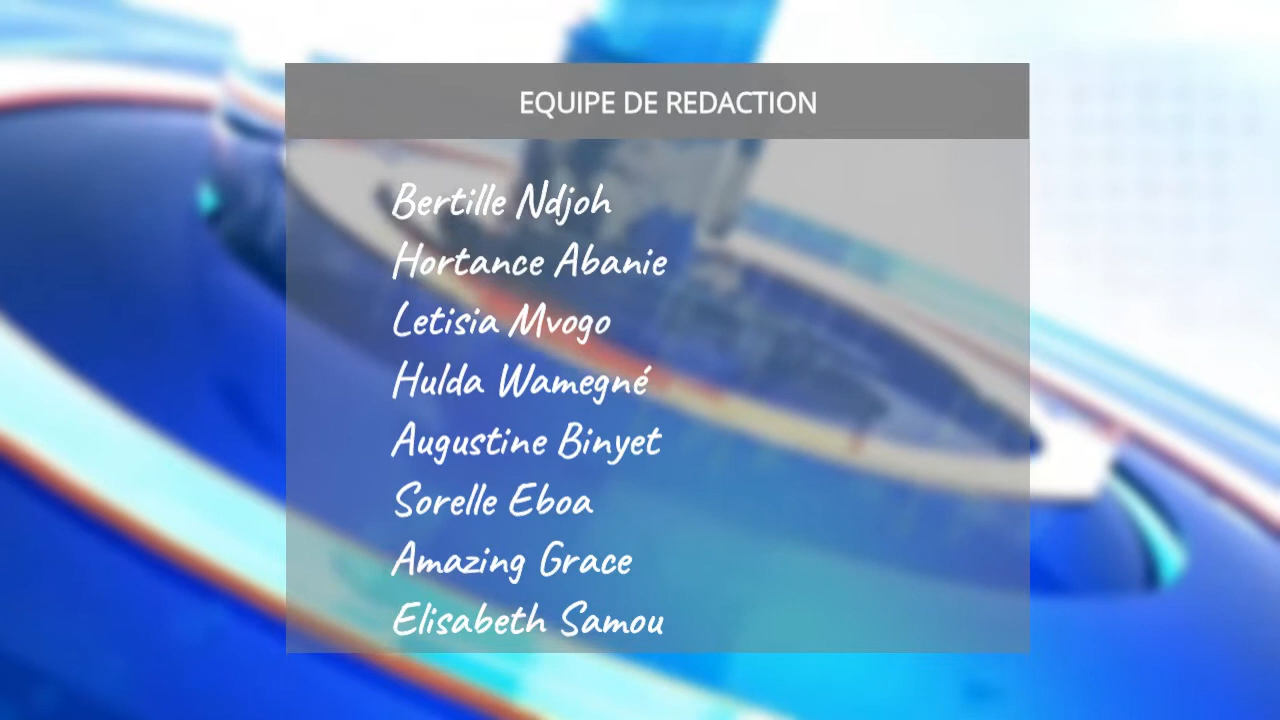 EQUIPE DE REDACTION
Bertille Ndjoh
Hortance Abanie
Letisia Mvogo
Hulda Wamegné
Augustine Binyet
Sorelle Eboa
Amazing Grace
Elisabeth Samou